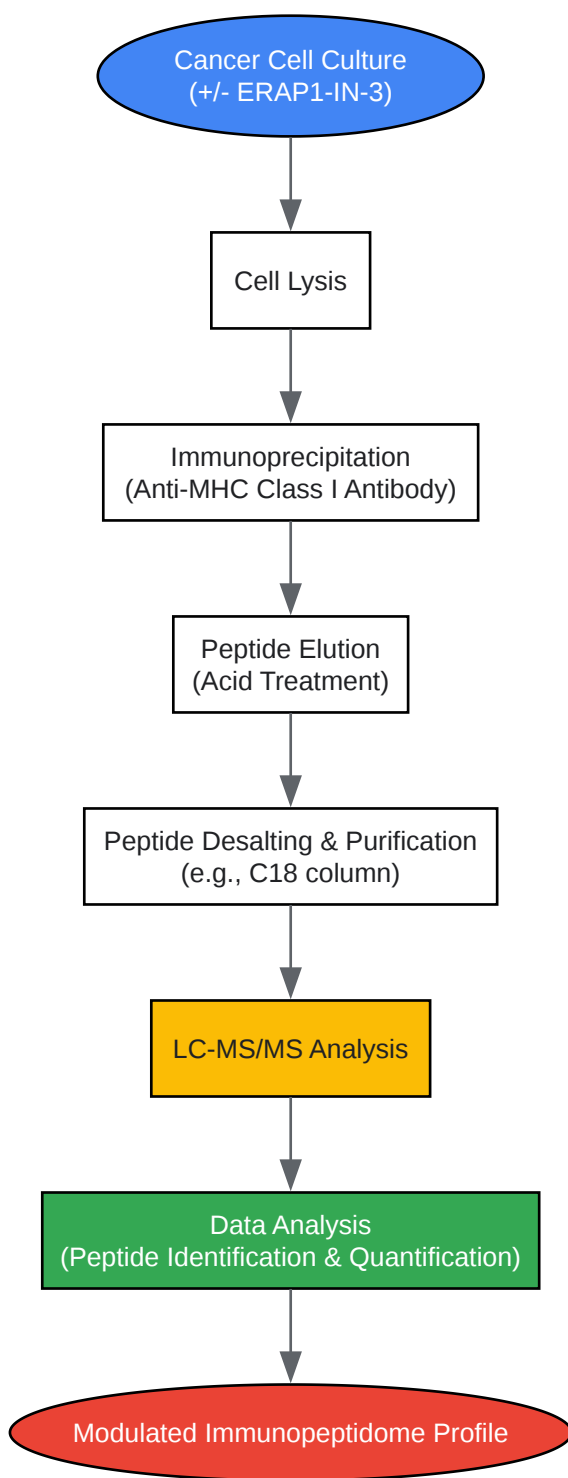 Cancer Cell Culture
(+/- ERAP1-IN-3)
Cell Lysis
Immunoprecipitation
(Anti-MHC Class I Antibody)
Peptide Elution
(Acid Treatment)
Peptide Desalting & Purification
(e.g., C18 column)
LC-MS/MS Analysis
Data Analysis
(Peptide Identification & Quantification)
Modulated Immunopeptidome Profile